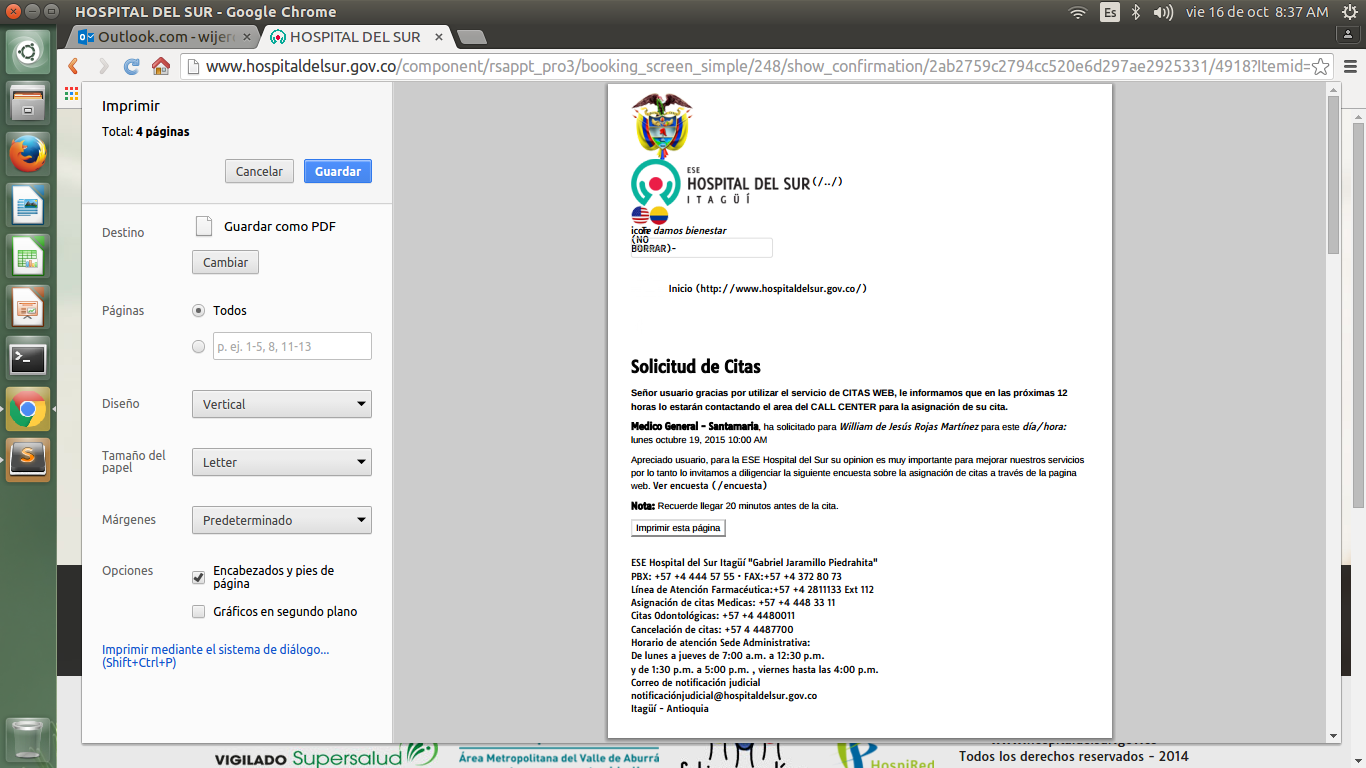 HOSPITAL DEL SUR - Google Chrome
Es
vie 16 de oct 8:37 AM
Outlook.com - wijer
HOSPITAL DEL SUR
www.hospitaldelsur.gov.co/component/rsappt_pro3/booking_screen_simple/248/show_confirmation/2ab2759c2794cc520e6d297ae2925331/4918?Itemid=
Imprimir
Total: 4 páginas
Cancelar
Guardar
Destino
Guardar como PDF
Cambiar
Páginas
Todos
p. ej. 1-5, 8, 11-13
Diseño
Vertical
Tamaño del
papel
Letter
Márgenes
Predeterminado
Opciones
Encabezados y pies de
página
Gráficos en segundo plano
Imprimir mediante el sistema de diálogo...
(Shift+Ctrl+P)
ESE
HOSPITAL DEL SUR (/../)
ITAGÜÍ
Te damos bienestar
(NO
BORRAR)-
Inicio (http://www.hospitaldelsur.gov.co/)
Solicitud de Citas
Señor usuario gracias por utilizar el servicio de CITAS WEB, le informamos que en las próximas 12
horas lo estarán contactando el area del CALL CENTER para la asignación de su cita.
Medico General - Santamaria, ha solicitado para William de Jesús Rojas Martínez para este día/hora:
lunes octubre 19, 2015 10:00 AM
Apreciado usuario, para la ESE Hospital del Sur su opinion es muy importante para mejorar nuestros servicios
por lo tanto lo invitamos a diligenciar la siguiente encuesta sobre la asignación de citas a través de la pagina
web. Ver encuesta (/encuesta)
Nota: Recuerde llegar 20 minutos antes de la cita.
Imprimir esta página
ESE Hospital del Sur Itagüí "Gabriel Jaramillo Piedrahita"
PBX: +57 +4 444 57 55 • FAX:+57 +4 372 80 73
Línea de Atención Farmacéutica:+57 +4 2811133 Ext 112
Asignación de citas Medicas: +57 +4 448 33 11
Citas Odontológicas: +57 +4 4480011
Cancelación de citas: +57 4 4487700
Horario de atención Sede Administrativa:
De lunes a jueves de 7:00 a.m. a 12:30 p.m.
y de 1:30 p.m. a 5:00 p.m. , viernes hasta las 4:00 p.m.
Correo de notificación judicial
notificaciónjudicial@hospitaldelsur.gov.co
Itagüí - Antioquia
VIGILADO Supersalud
Área Metropolitana del Valle de Aburrá
HospiRed
Todos los derechos reservados - 2014